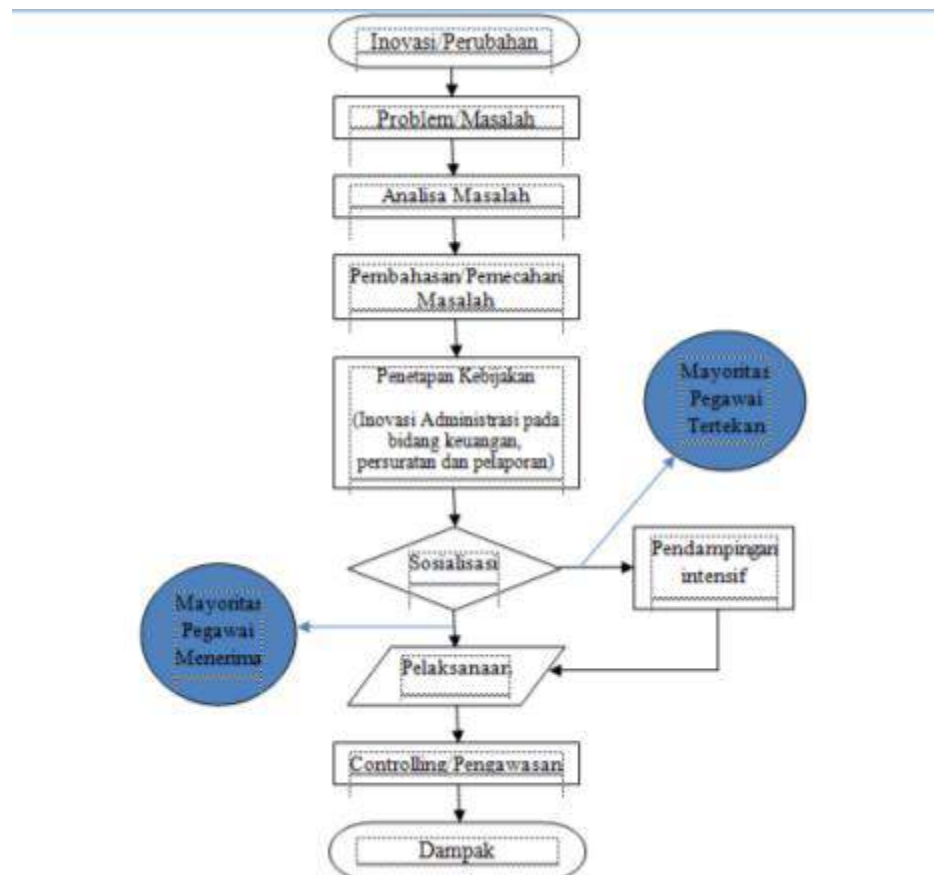 Inovasi/Perubahan
Problem/Masalah
Analisa Masalah
Pembahasan/Pemecahan
Masalah
Penetapan Kebijakan
(Inovasi Administrasi pada
bidang keuangan,
persuratan dan pelaporan)
Mayoritas
Pegawai
Tertekan
Sosialisasi
Pendampingan
intensif
Mayoritas
Pegawai
Menerima
Pelaksanaan
Controlling/Pengawasan
Dampak